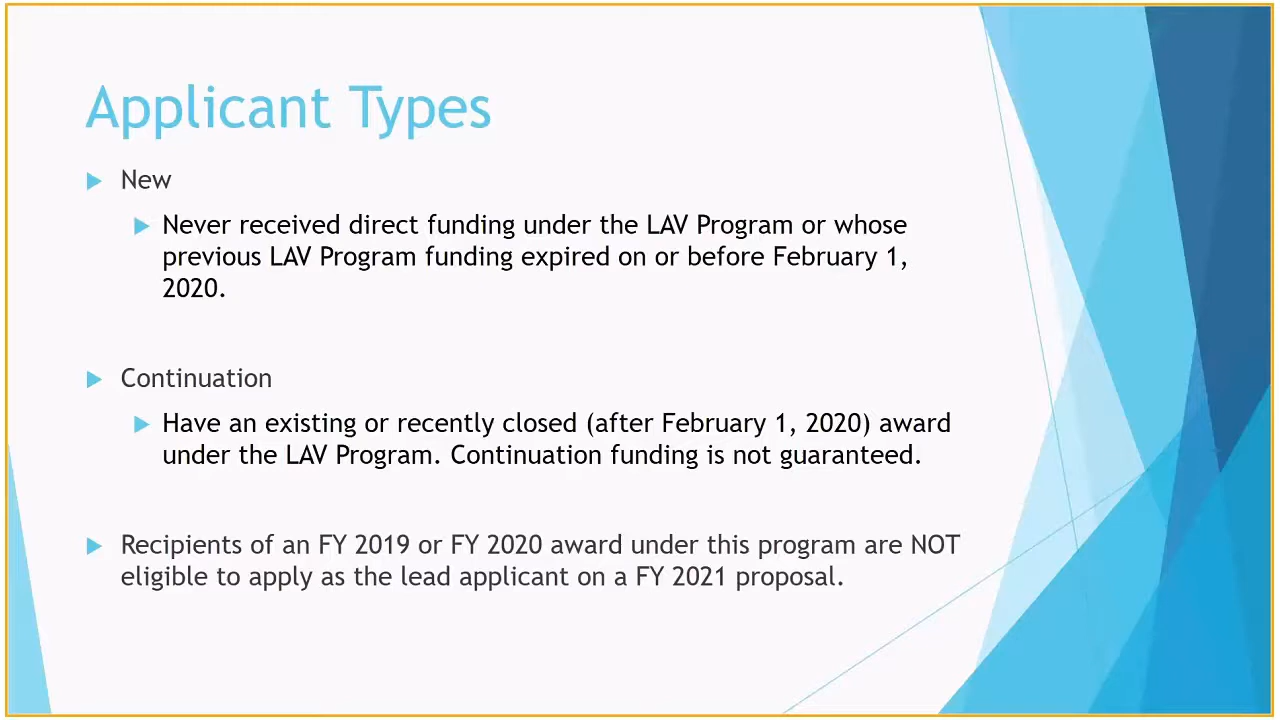 Applicant Types
New
Never received direct funding under the LAV Program or whose
previous LAV Program funding expired on or before February 1,
2020.
Continuation
Have an existing or recently closed (after February 1, 2020) award
under the LAV Program. Continuation funding is not guaranteed.
Recipients of an FY 2019 or FY 2020 award under this program are NOT
eligible to apply as the lead applicant on a FY 2021 proposal.